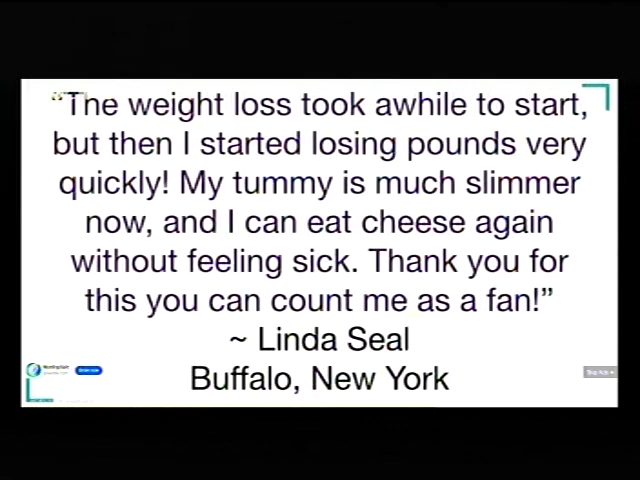 “The weight loss took awhile to start,
but then I started losing pounds very
quickly! My tummy is much slimmer
now, and I can eat cheese again
without feeling sick. Thank you for
this you can count me as a fan!”
~ Linda Seal
Buffalo, New York